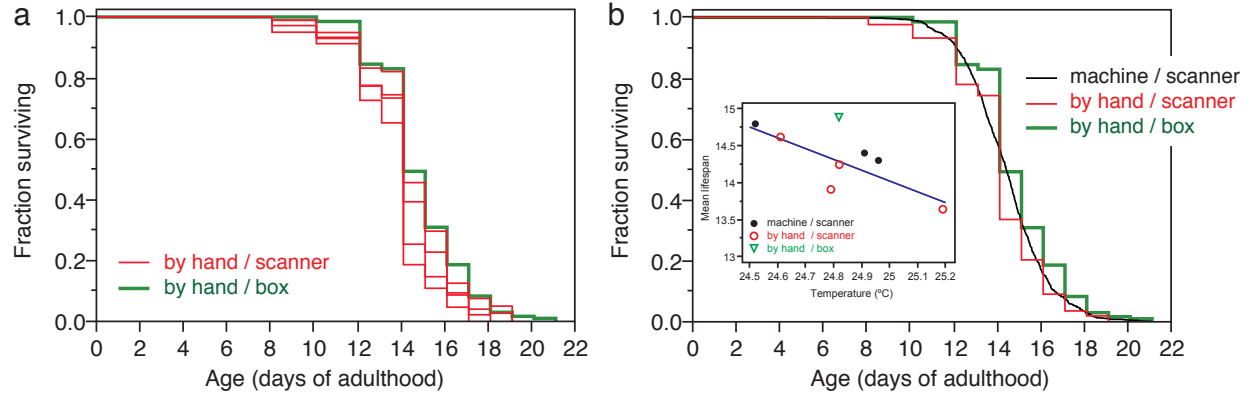 a
1.0
0.8
0.6
0.4
0.2
0.0
Fraction surviving
by hand / scanner
by hand / box
0 2 4 6 8 10 12 14 16 18 20 22
Age (days of adulthood)
b
1.0
0.8
0.6
0.4
0.2
0.0
Fraction surviving
machine / scanner
by hand / scanner
by hand / box
15
14.5
14
13.5
13
Mean lifespan
machine / scanner
by hand / scanner
by hand / box
24.5 24.6 24.7 24.8 24.9 25 25.1 25.2
Temperature (ºC)
0 2 4 6 8 10 12 14 16 18 20 22
Age (days of adulthood)